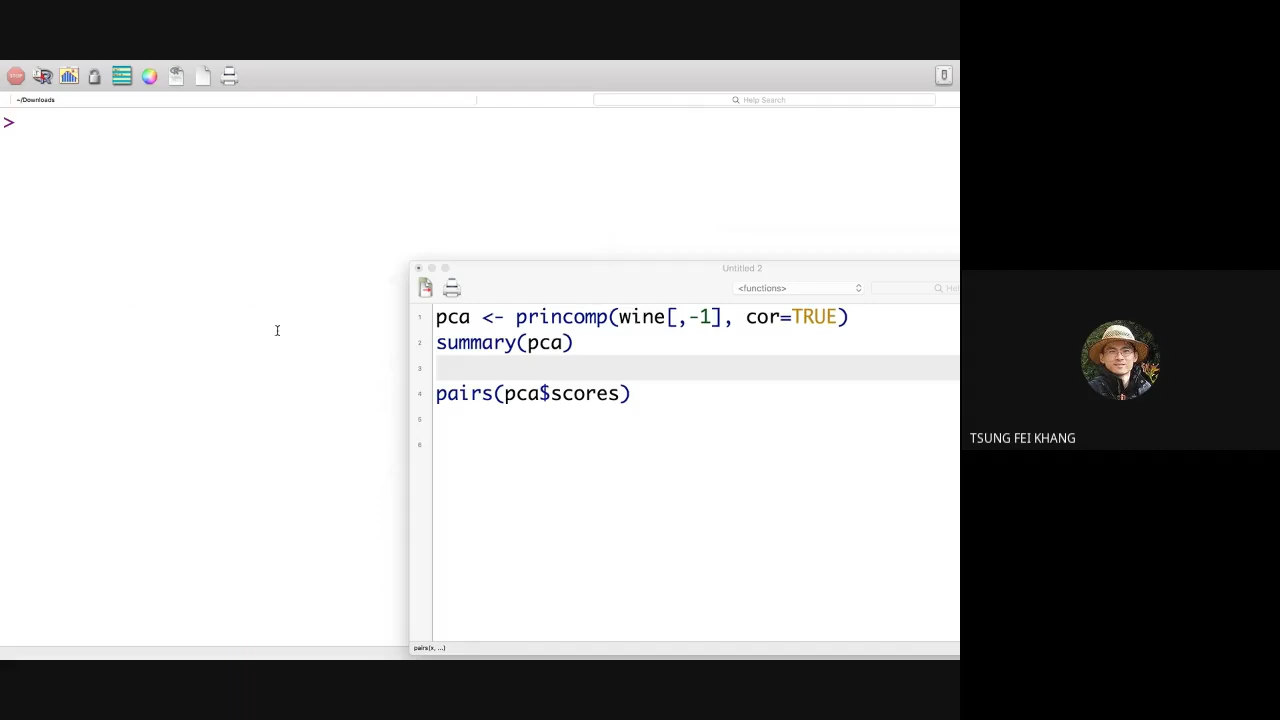 STOP
~/Downloads
Help Search
>
Untitled 2
<functions>
1 pca <- princomp(wine[,-1], cor=TRUE)
2 summary(pca)
3
4 pairs(pca$scores)
5
6
pairs(x, ...)
TSUNG FEI KHANG